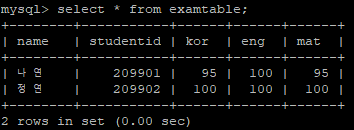 mysql> select * from examtable;
+--------+-----------+------+------+------+
| name   | studentid | kor  | eng  | mat  |
+--------+-----------+------+------+------+
| 나연   |    209901 |   95 |  100 |   95 |
| 정연   |    209902 |  100 |  100 |  100 |
+--------+-----------+------+------+------+
2 rows in set (0.00 sec)